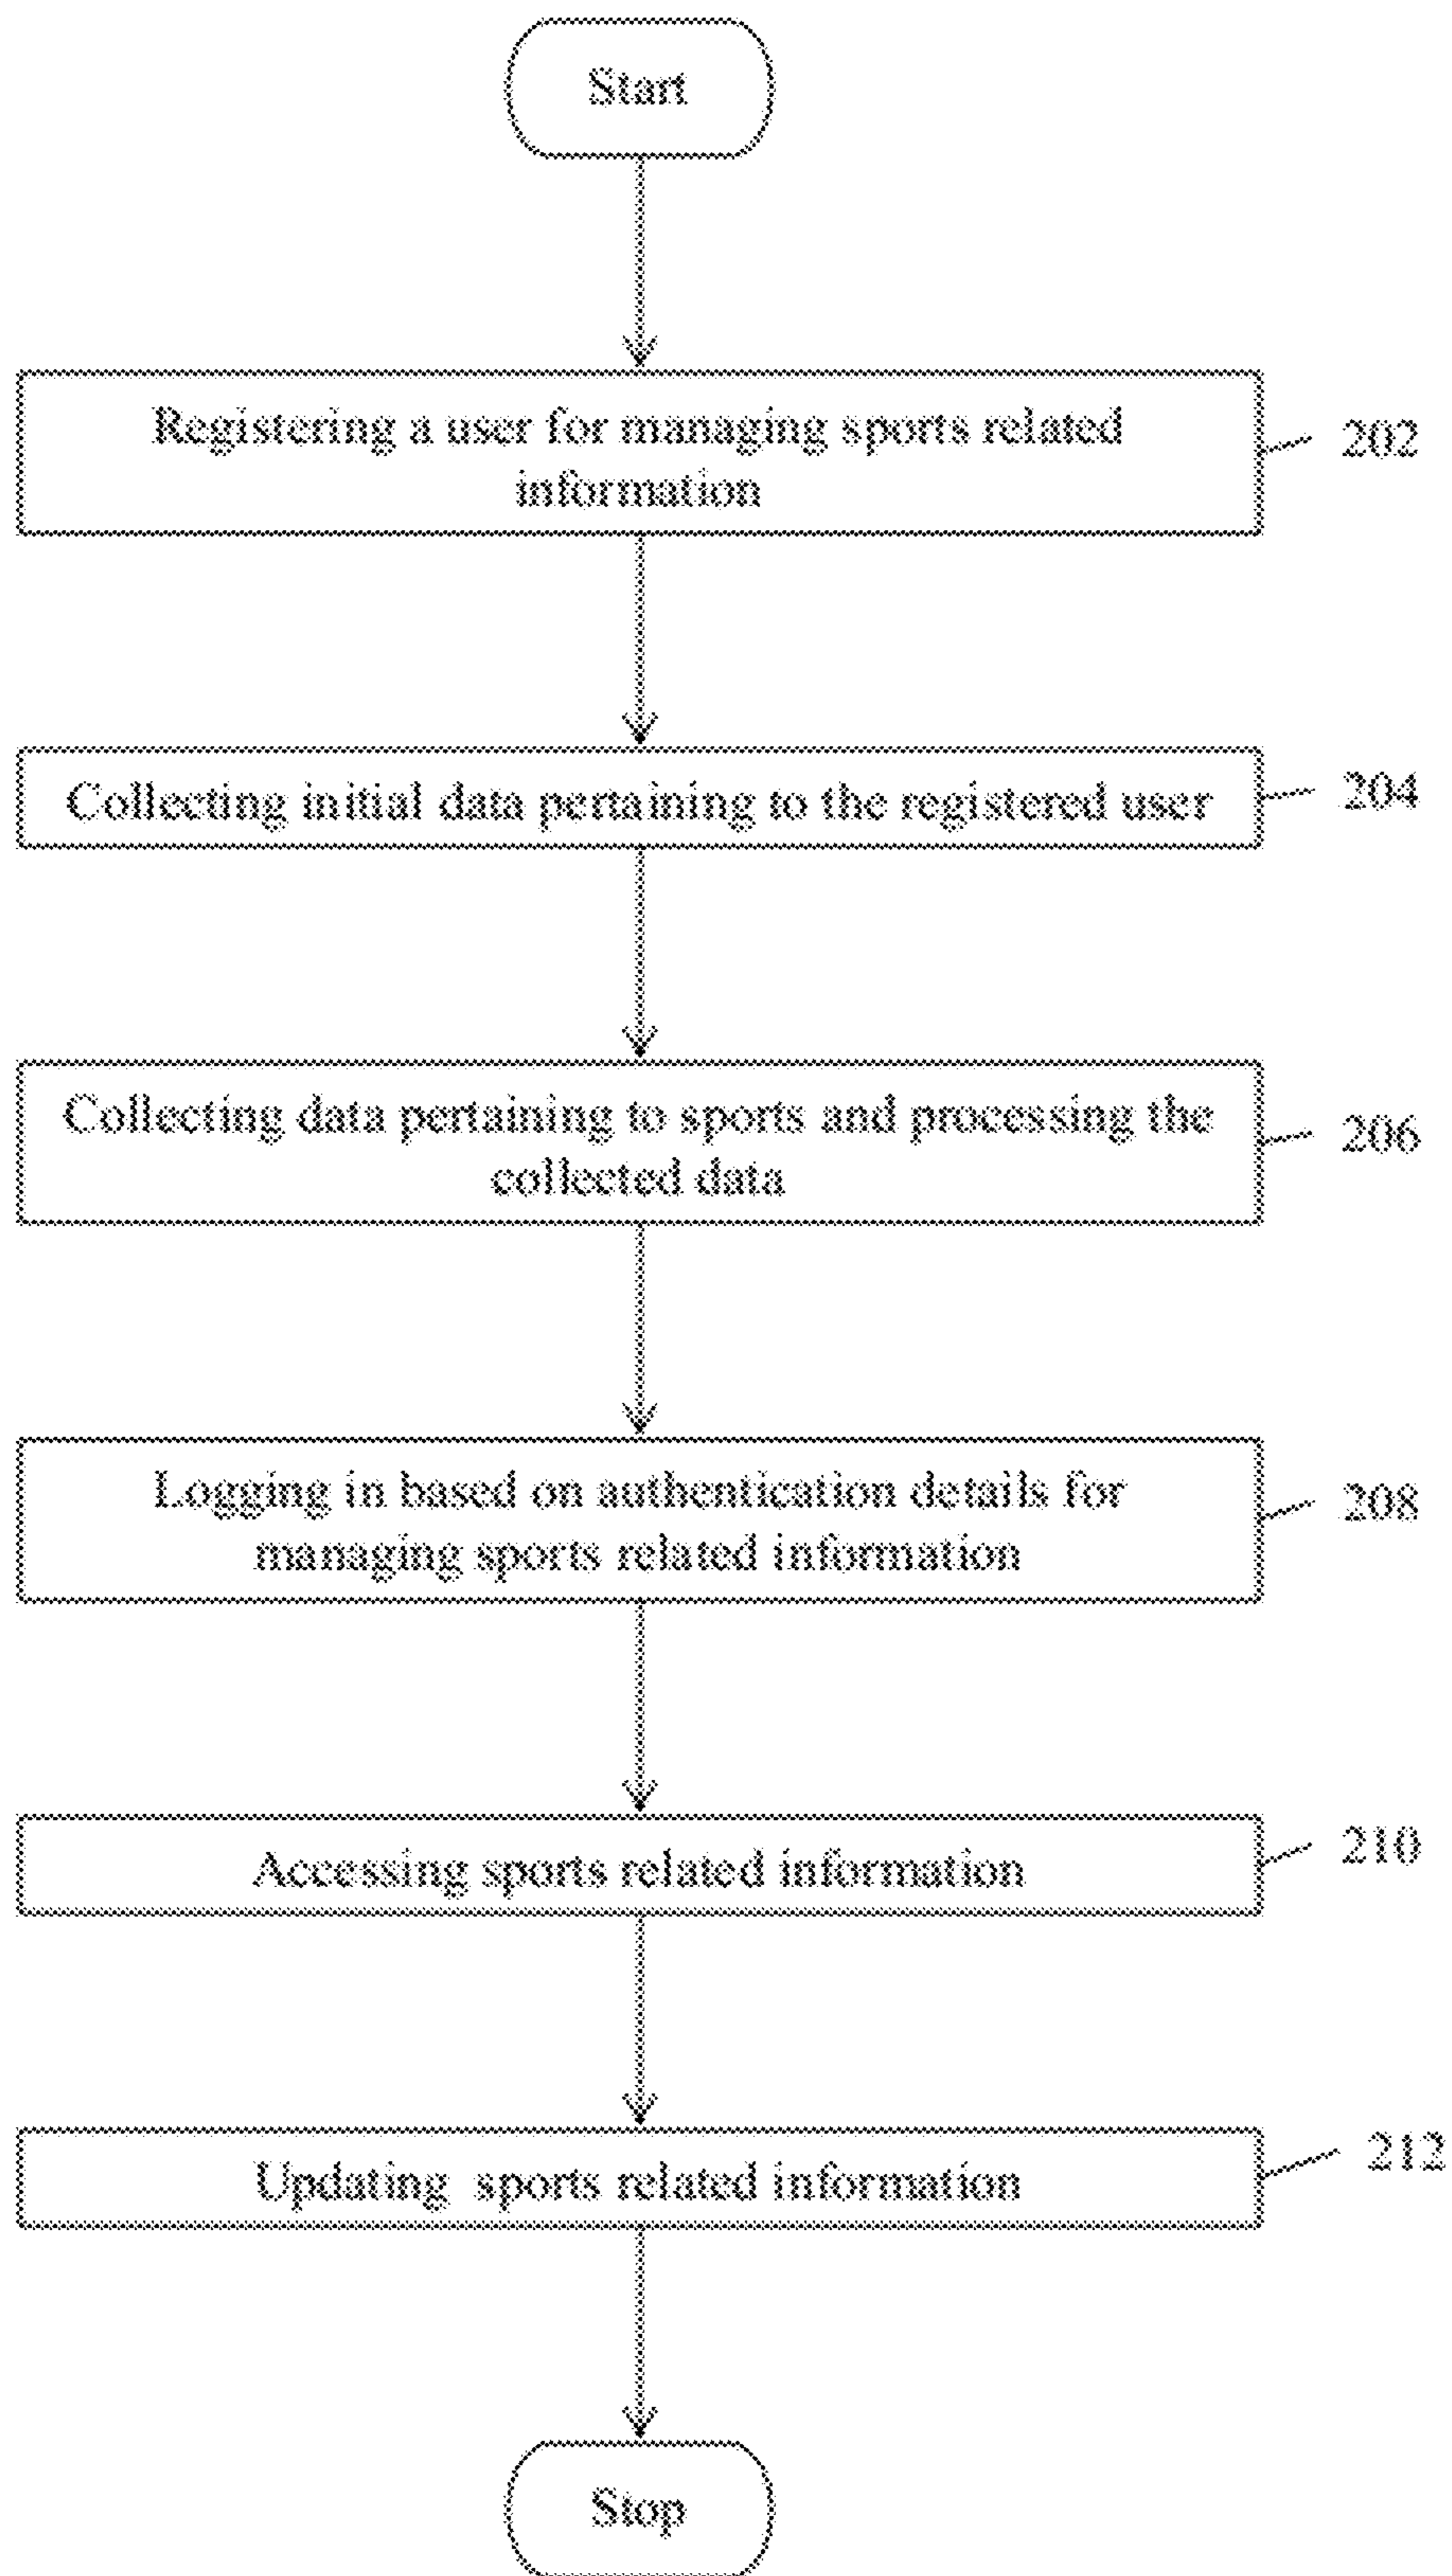 Start
Registering a user for managing sports related
information
202
Collecting initial data pertaining to the registered user
204
Collecting data pertaining to sports and processing the
collected data
206
Logging in based on authentication details for
managing sports related information
208
Accessing sports related information
210
Updating sports related information
212
Stop